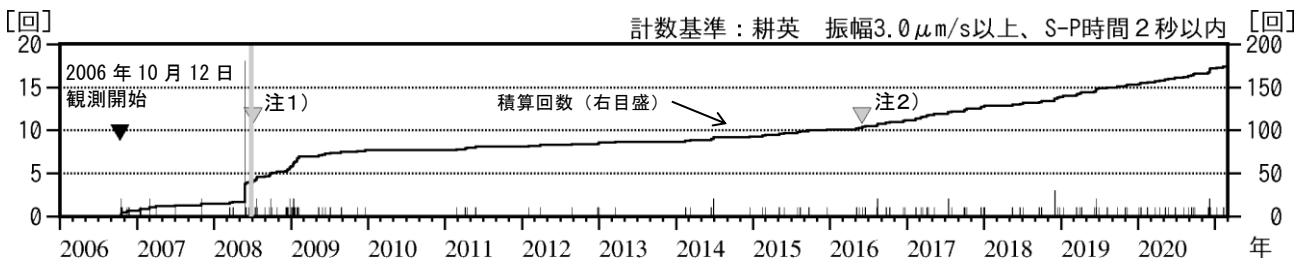 [回] 計数基準：耕英　振幅3.0μm/s以上、S-P時間２秒以内 [回]
20 200
2006 年 10 月 12 日
観測開始
注１）
積算回数（右目盛）
注２）
15 150
10 100
5 50
0 0
2006 2007 2008 2009 2010 2011 2012 2013 2014 2015 2016 2017 2018 2019 2020 年